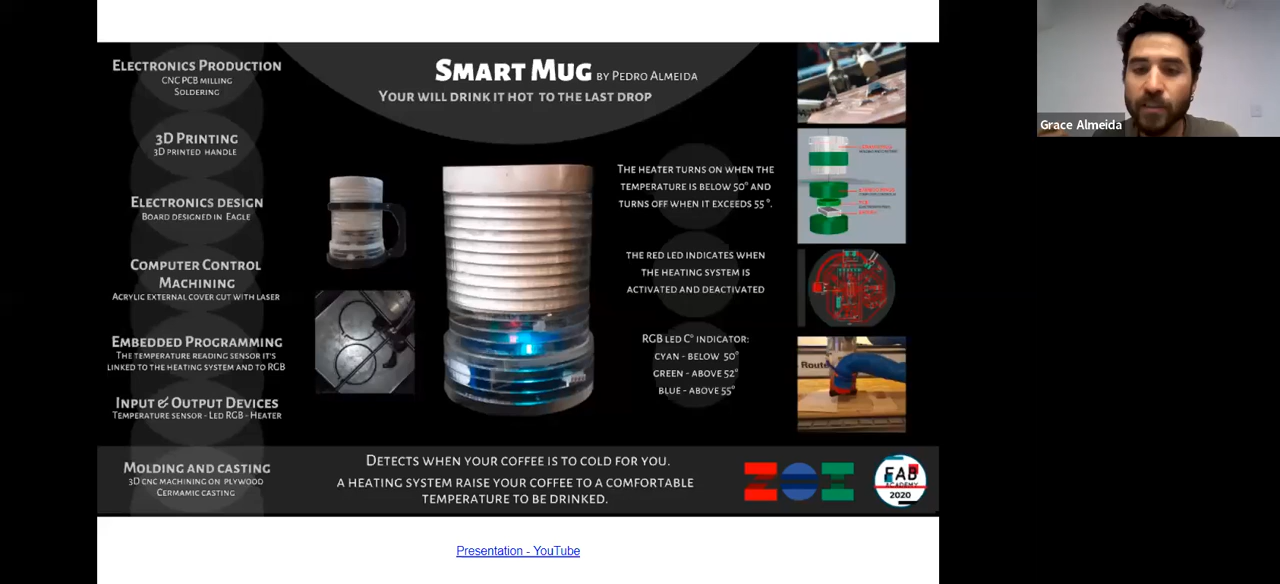 Electronics Production
CNC PCB milling
Soldering
3D Printing
3D printed handle
Electronics design
Board designed in Eagle
Computer Control
Machining
Acrylic external cover cut with laser
Embedded Programming
The temperature reading sensor it's
linked to the heating system and to RGB
Input & Output Devices
Temperature sensor - Led RGB - Heater
Molding and casting
3D cnc machining on plywood
Cermamic casting
Smart Mug by Pedro Almeida
Your will drink it hot to the last drop
The heater turns on when the
temperature is below 50° and
turns off when it exceeds 55°.
The red led indicates when
the heating system is
activated and deactivated
RGB led C° indicator:
cyan - below 50°
green - above 52°
blue - above 55°
Detects when your coffee is to cold for you.
A heating system raise your coffee to a comfortable
temperature to be drinked.
ZOI
FAB
ACADEMY
2020
Route
Presentation - YouTube
Grace Almeida